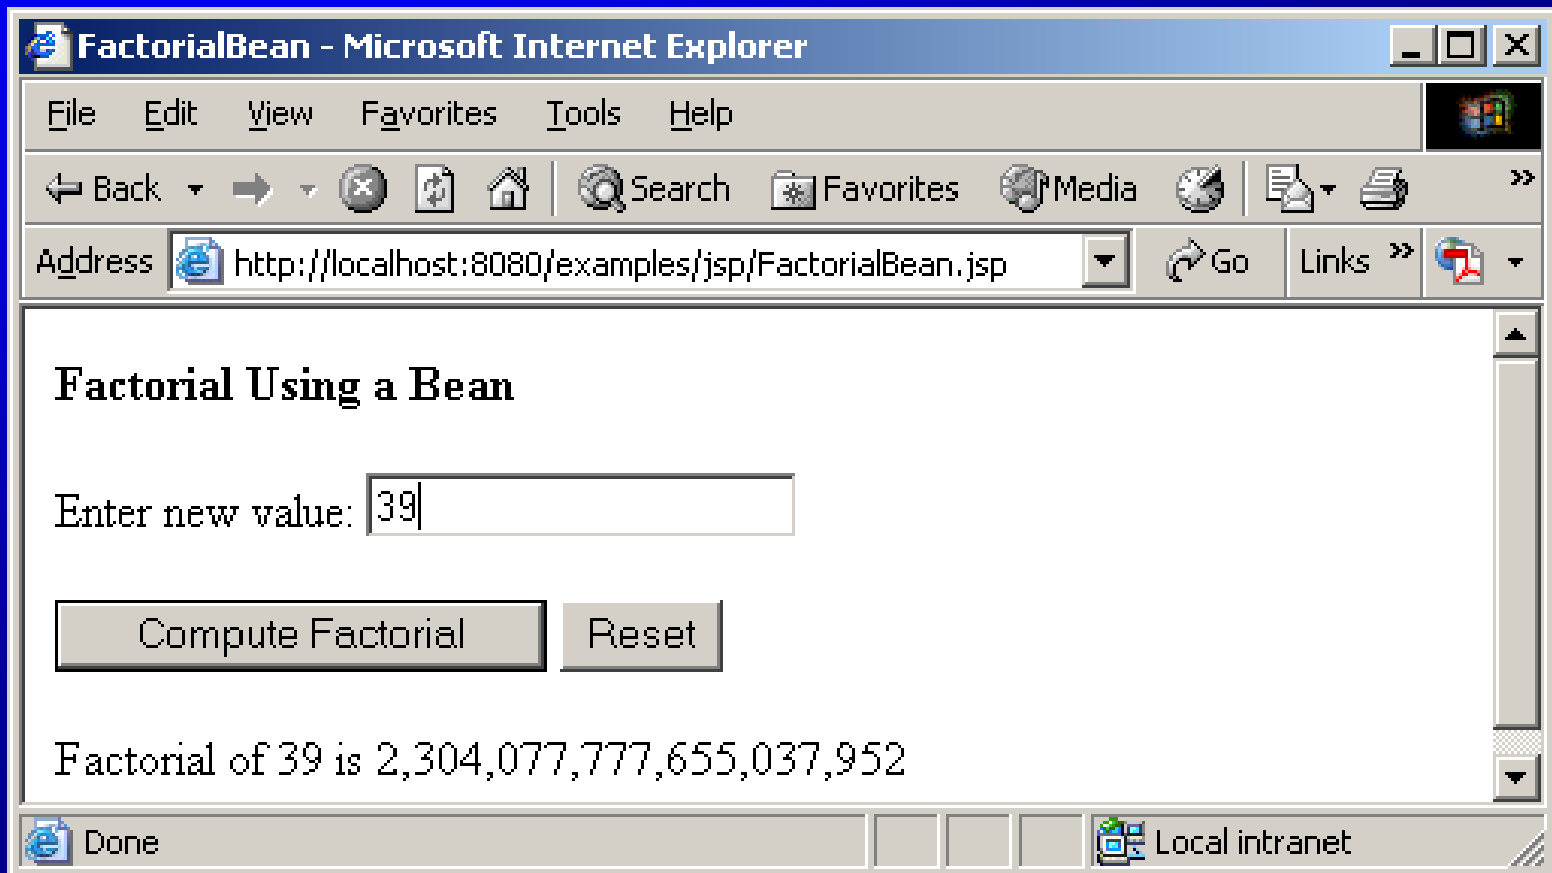 FactorialBean - Microsoft Internet Explorer
File Edit View Favorites Tools Help
Back Search Favorites Media »
Address http://localhost:8080/examples/jsp/FactorialBean.jsp Go Links »
Factorial Using a Bean
Enter new value: 39
Compute Factorial Reset
Factorial of 39 is 2,304,077,777,655,037,952
Done Local intranet